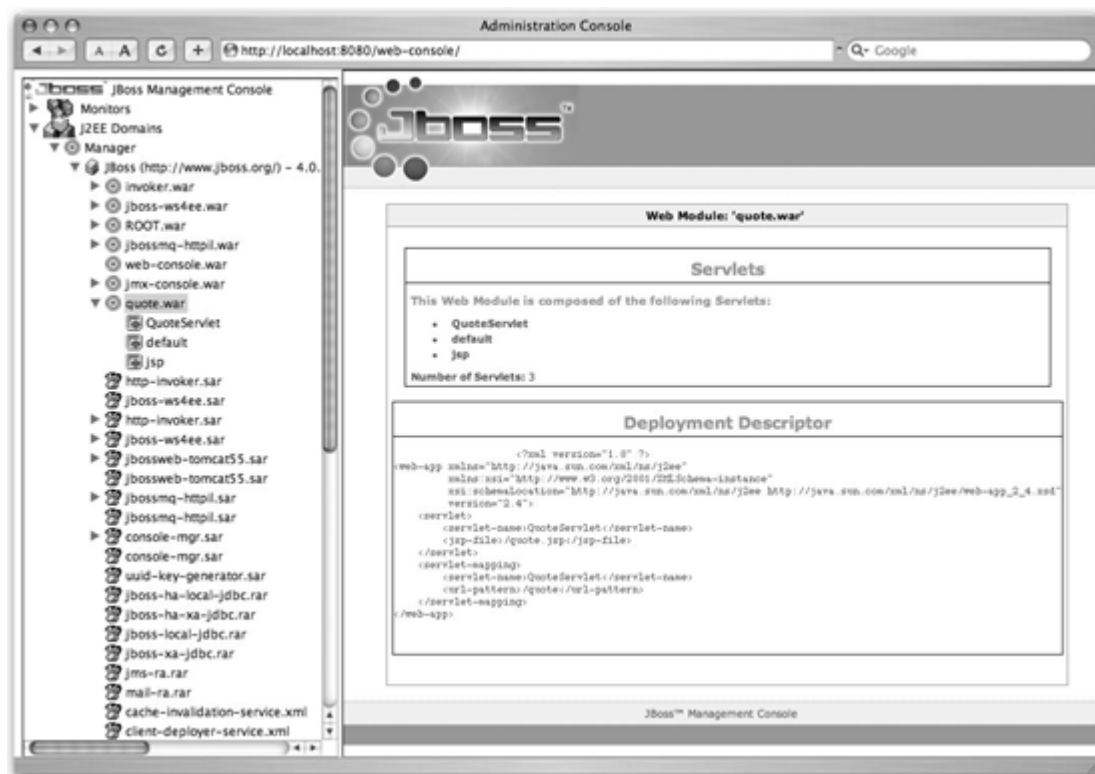 Administration Console
A A + http://localhost:8080/web-console/ Google
Jboss JBoss Management Console
Monitors
J2EE Domains
Manager
JBoss (http://www.jboss.org/) - 4.0.
invoker.war
jboss-ws4ee.war
ROOT.war
jbossmq-httpil.war
web-console.war
jmx-console.war
quote.war
QuoteServlet
default
jsp
http-invoker.sar
jboss-ws4ee.sar
http-invoker.sar
jboss-ws4ee.sar
jbossweb-tomcat55.sar
jbossweb-tomcat55.sar
jbossmq-httpil.sar
jbossmq-httpil.sar
console-mgr.sar
console-mgr.sar
uuid-key-generator.sar
jboss-ha-local-jdbc.rar
jboss-ha-xa-jdbc.rar
jboss-local-jdbc.rar
jboss-xa-jdbc.rar
jms-ra.rar
mail-ra.rar
cache-invalidation-service.xml
client-deployer-service.xml
Jboss TM
Web Module: 'quote.war'
Servlets
This Web Module is composed of the following Servlets:
• QuoteServlet
• default
• jsp
Number of Servlets: 3
Deployment Descriptor
<?xml version="1.0" ?>
<web-app xmlns="http://java.sun.com/xml/ns/j2ee"
xmlns:xsi="http://www.w3.org/2001/XMLSchema-instance"
xsi:schemaLocation="http://java.sun.com/xml/ns/j2ee http://java.sun.com/xml/ns/j2ee/web-app_2_4.xsd"
version="2.4">
<servlet>
<servlet-name>QuoteServlet</servlet-name>
<jsp-file>/quote.jsp</jsp-file>
</servlet>
<servlet-mapping>
<servlet-name>QuoteServlet</servlet-name>
<url-pattern>/quote</url-pattern>
</servlet-mapping>
</web-app>
JBoss™ Management Console